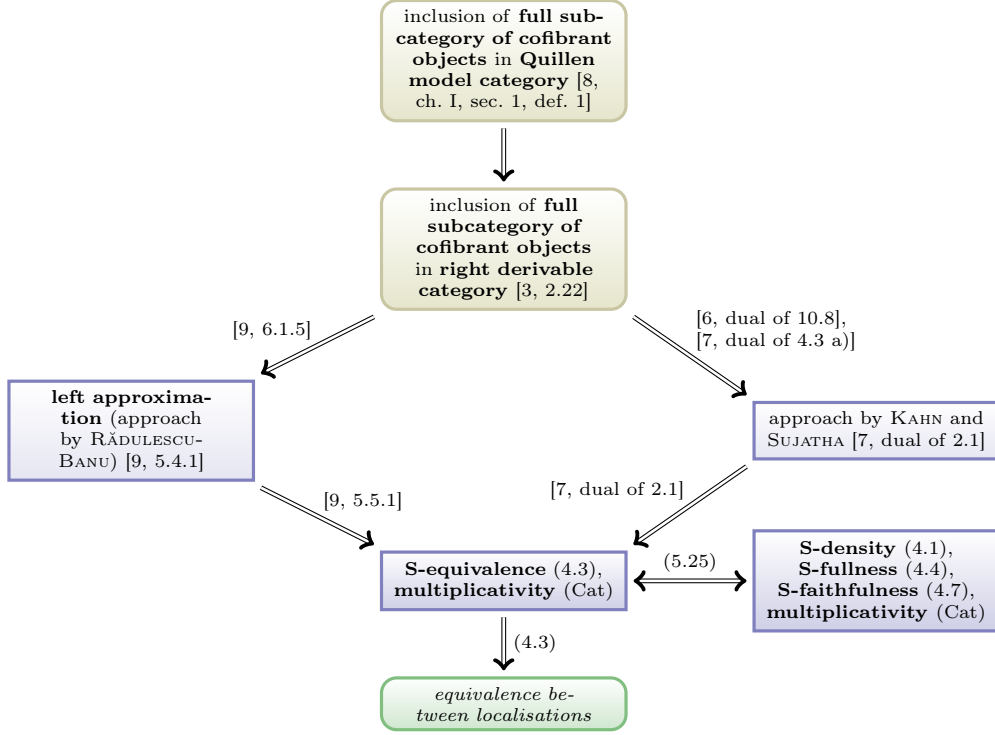 inclusion of full sub-
category of cofibrant
objects in Quillen
model category [8,
ch. I, sec. 1, def. 1]
inclusion of full
subcategory of
cofibrant objects
in right derivable
category [3, 2.22]
[9, 6.1.5]
[6, dual of 10.8],
[7, dual of 4.3 a)]
left approxima-
tion (approach
by RĂDULESCU-
BANU) [9, 5.4.1]
approach by KAHN and
SUJATHA [7, dual of 2.1]
[9, 5.5.1]
[7, dual of 2.1]
S-equivalence (4.3),
multiplicativity (Cat)
(5.25)
S-density (4.1),
S-fullness (4.4),
S-faithfulness (4.7),
multiplicativity (Cat)
(4.3)
equivalence be-
tween localisations